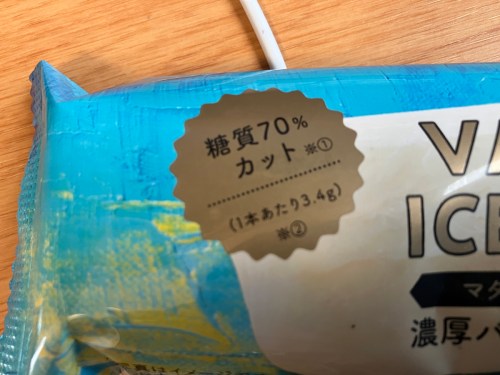 糖質70%
カット※①
(1本あたり3.4g)
※②
VA
ICE
マダ
濃厚バ